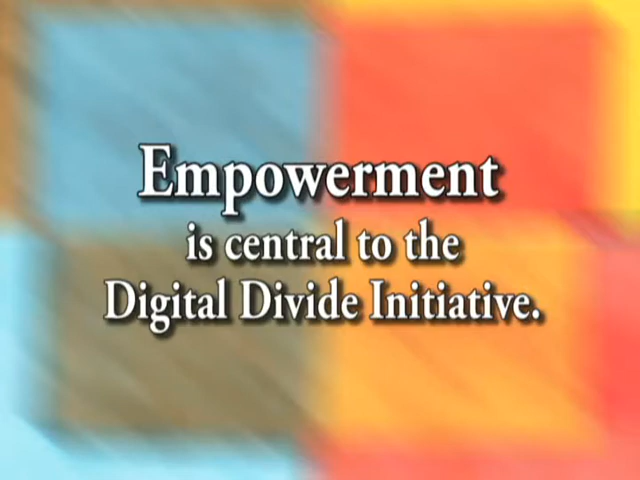 Empowerment
is central to the
Digital Divide Initiative.